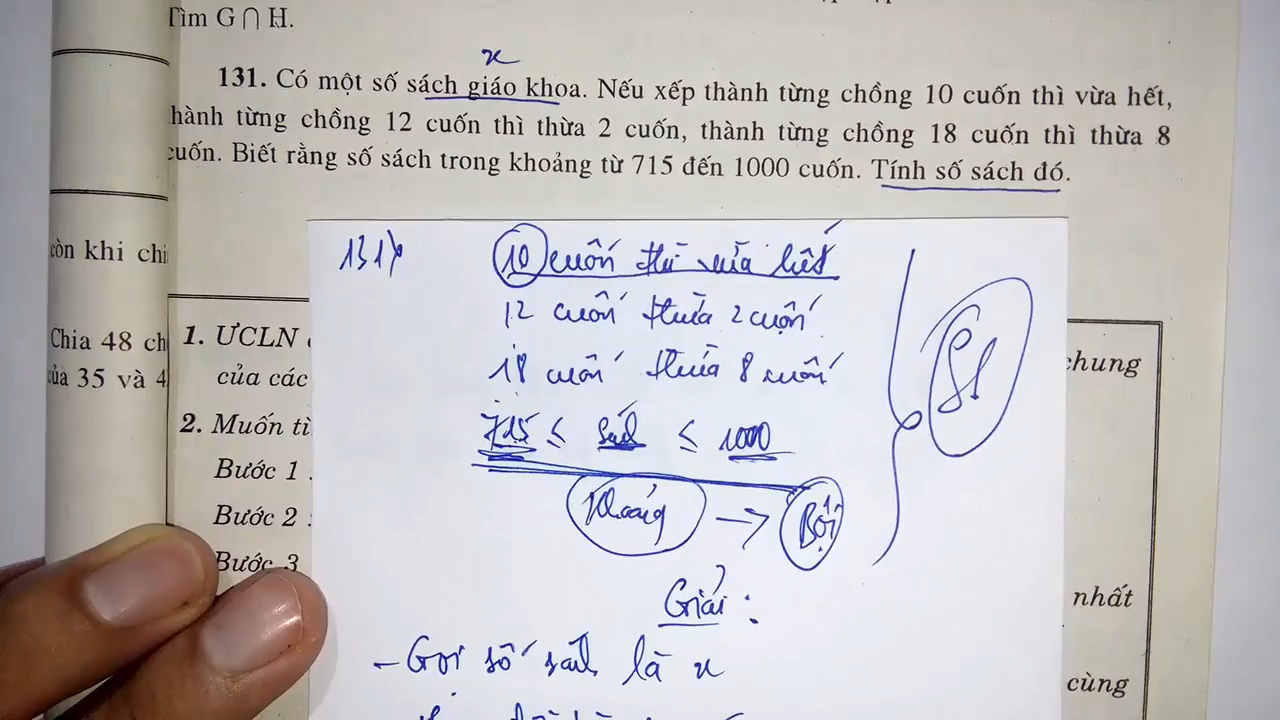 Tìm G ∩ H.
x
131. Có một số sách giáo khoa. Nếu xếp thành từng chồng 10 cuốn thì vừa hết,
hành từng chồng 12 cuốn thì thừa 2 cuốn, thành từng chồng 18 cuốn thì thừa 8
cuốn. Biết rằng số sách trong khoảng từ 715 đến 1000 cuốn. Tính số sách đó.
131)
10 cuốn thì vừa hết
12 cuốn thừa 2 cuốn
18 cuốn thừa 8 cuốn
715 ≤ sách ≤ 1000
Khoảng → Bội
Giải:
- Gọi số sách là x
còn khi chi
Chia 48 ch
của 35 và 4
1. ƯCLN
chung
của các
2. Muốn tì
Bước 1
Bước 2 :
Bước 3
nhất
cùng